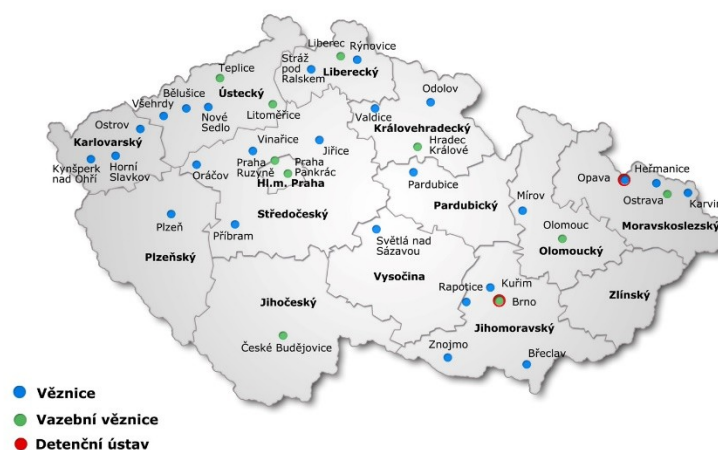 Liberec
Rýnovice
Stráž
pod
Ralskem
Liberecký
Teplice
Ústecký
Bělušice
Všehrdy
Nové
Sedlo
Litoměřice
Odolov
Valdice
Královehradecký
Hradec
Králové
Ostrov
Karlovarský
Kynšperk
nad Ohří
Horní
Slavkov
Vinařice
Jiřice
Oráčov
Praha
Ruzyně
Praha
Pankrác
Hl.m. Praha
Středočeský
Pardubice
Pardubický
Mírov
Opava
Heřmanice
Ostrava
Karvin
Moravskoslezský
Plzeň
Příbram
Plzeňský
Světlá nad
Sázavou
Vysočina
Olomouc
Olomoucký
Zlínský
Jihočeský
České Budějovice
Rapotice
Kuřim
Brno
Jihomoravský
Znojmo
Břeclav
Věznice
Vazební věznice
Detenční ústav